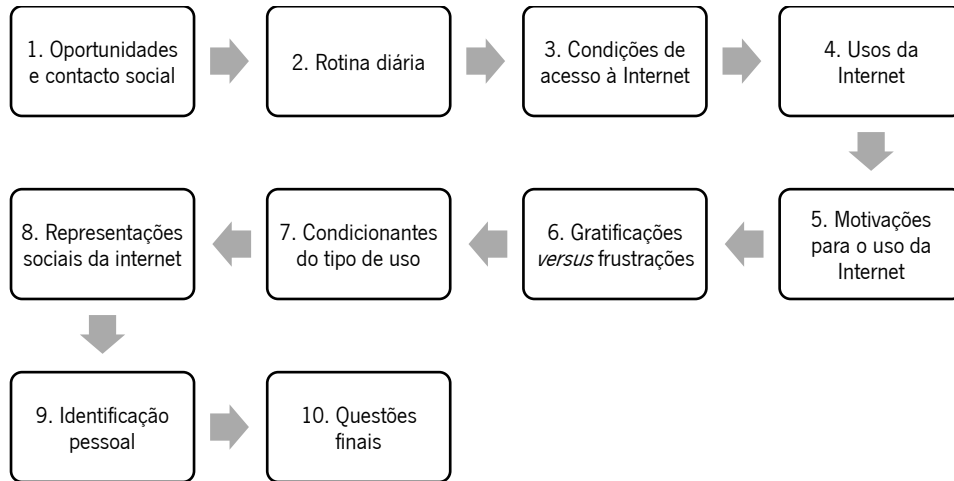 1. Oportunidades
e contacto social
2. Rotina diária
3. Condições de
acesso à Internet
4. Usos da
Internet
5. Motivações
para o uso da
Internet
6. Gratificações
versus frustrações
7. Condicionantes
do tipo de uso
8. Representações
sociais da internet
9. Identificação
pessoal
10. Questões
finais